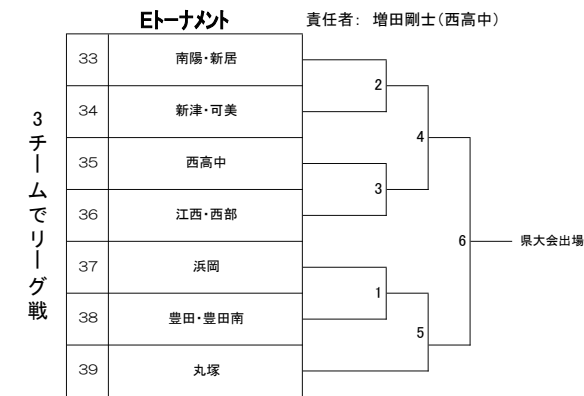 Eトーナメント
責任者: 増田剛士(西高中)
3チームでリーグ戦
33 南陽・新居
34 新津・可美
35 西高中
36 江西・西部
37 浜岡
38 豊田・豊田南
39 丸塚
2
4
3
6 県大会出場
1
5